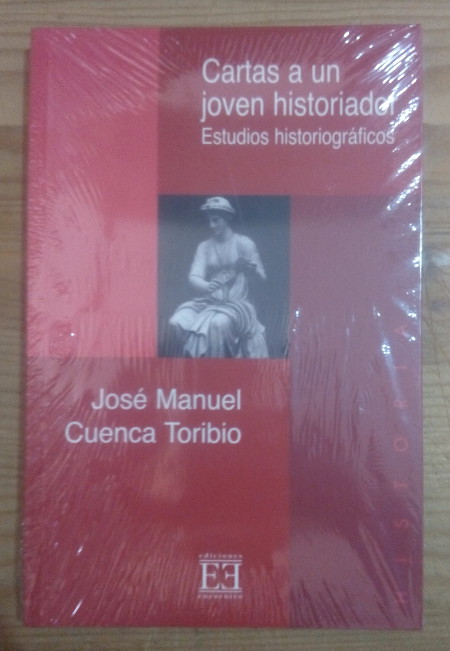 Cartas a un
joven historiador
Estudios historiográficos
José Manuel
Cuenca Toribio
HISTORIA
ediciones
EE
encuentro